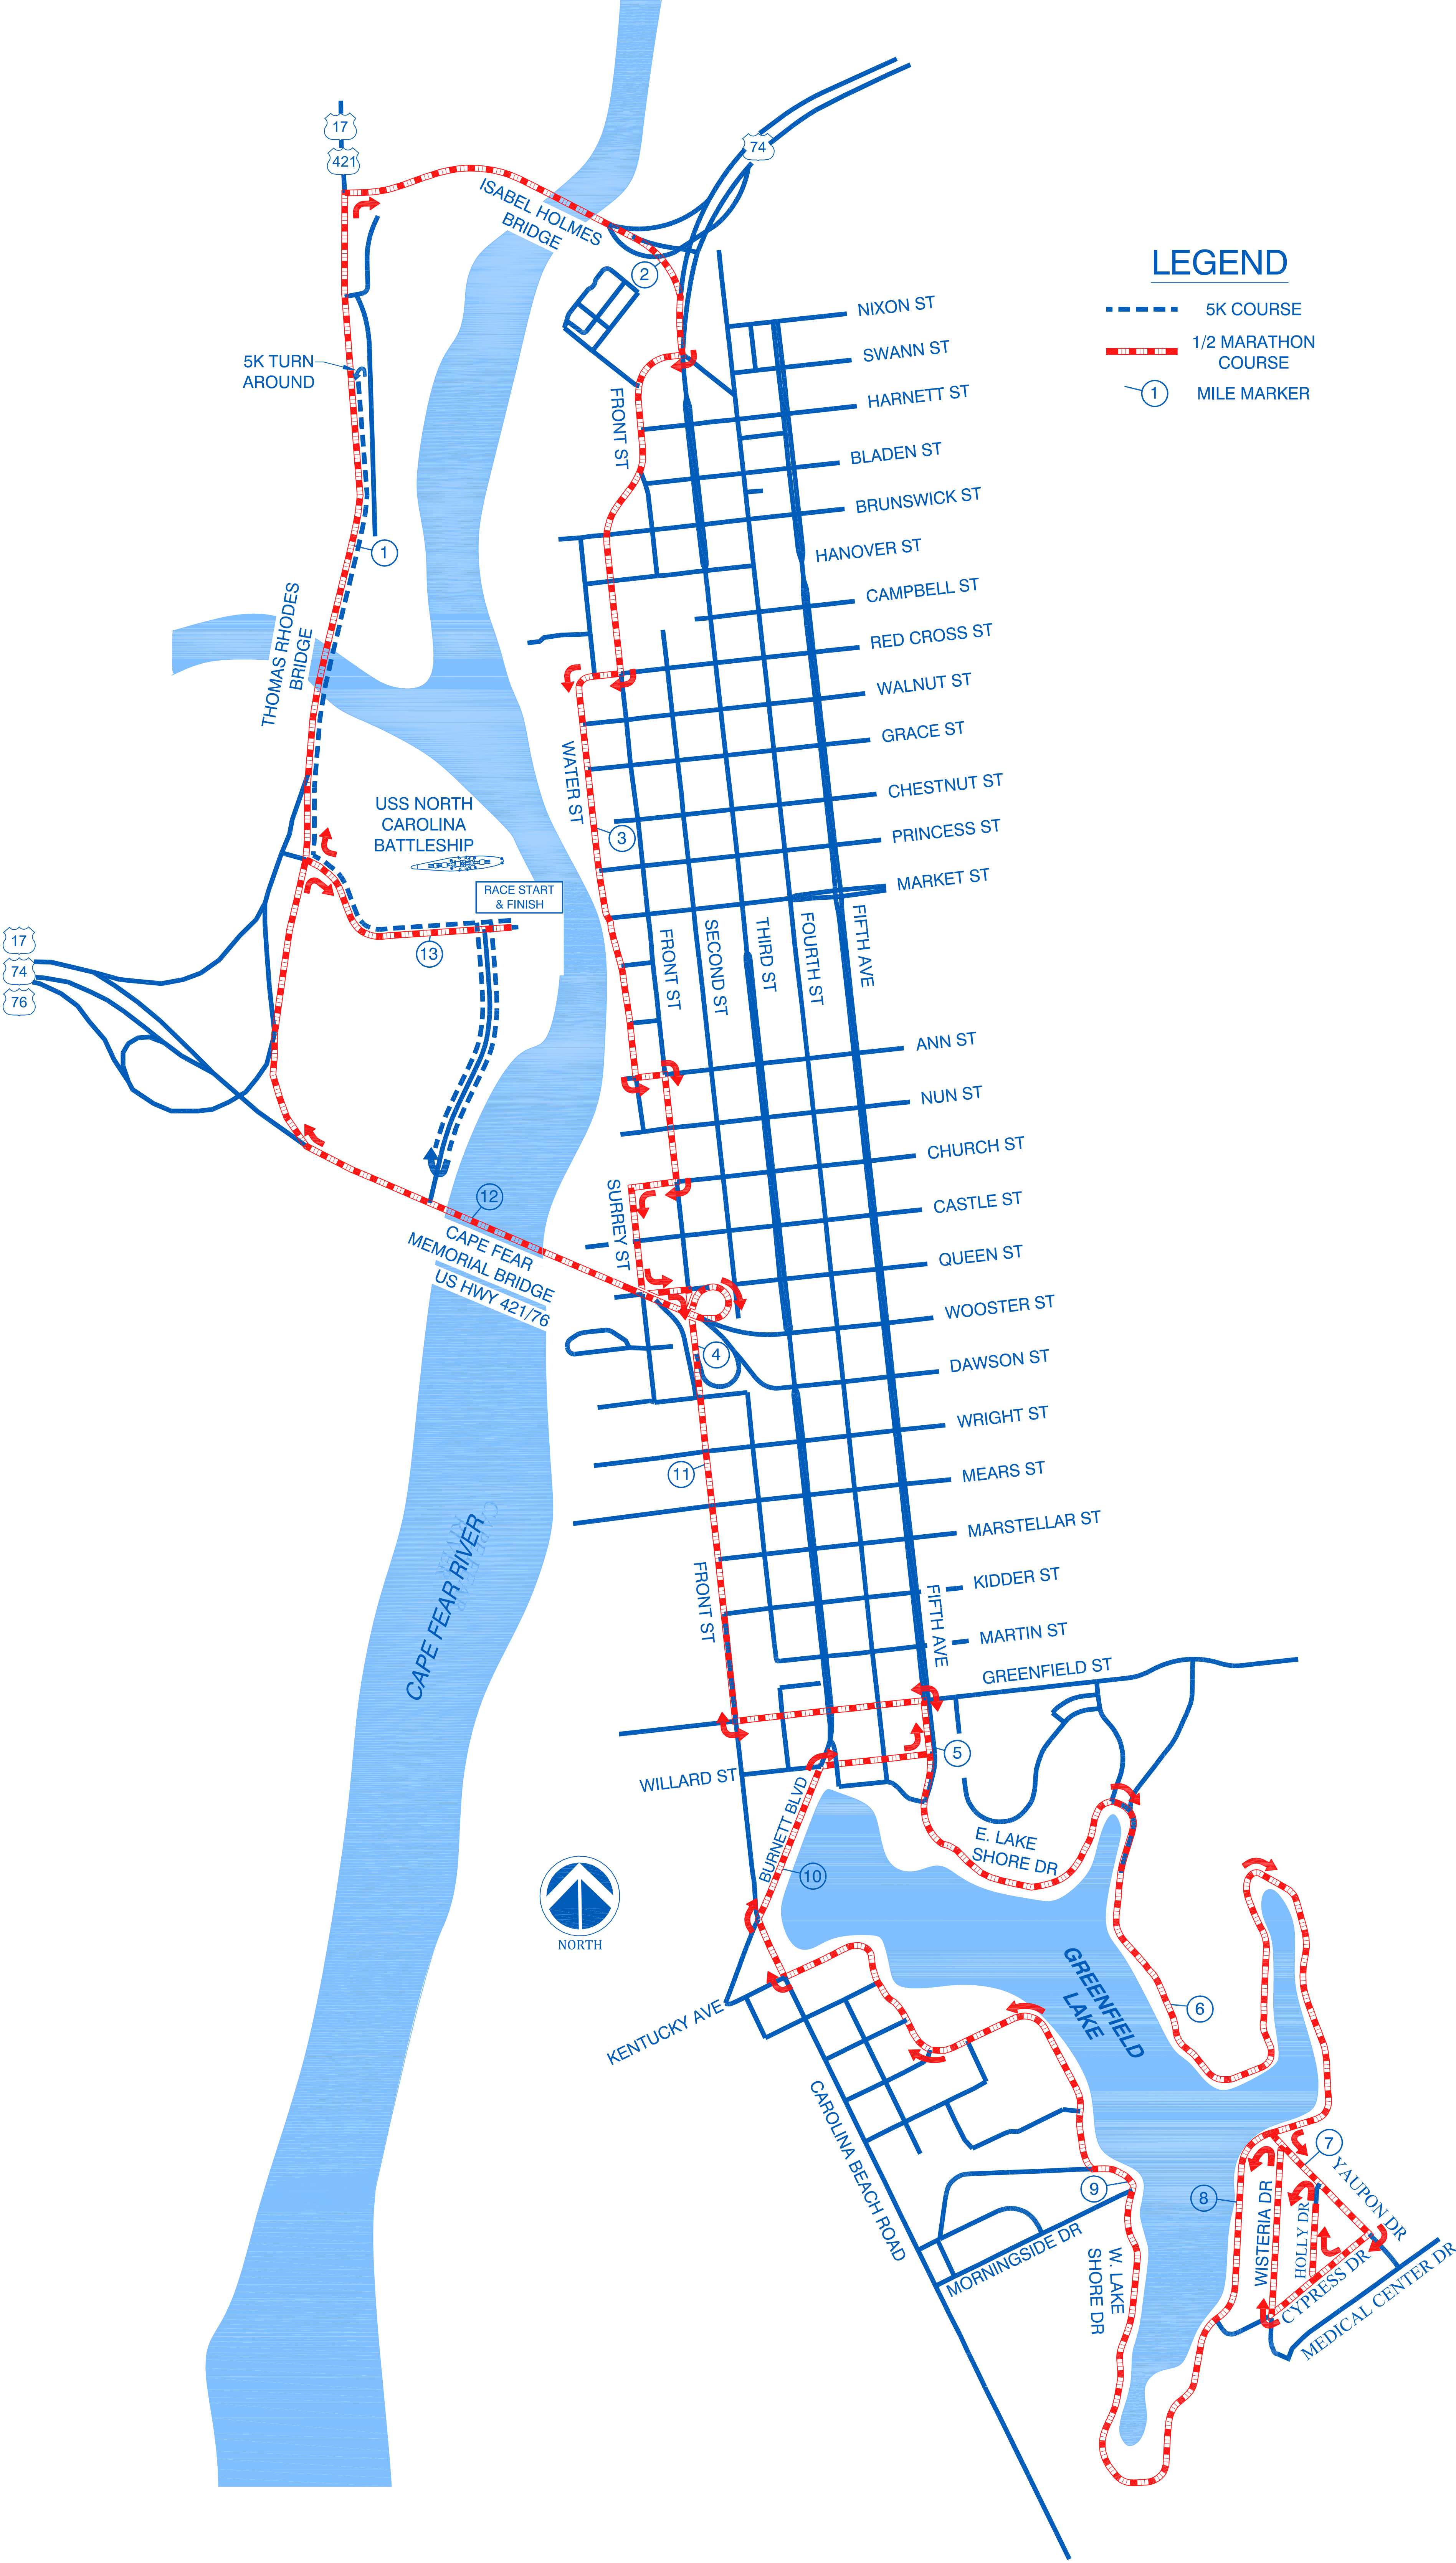 17
421
74
ISABEL HOLMES
BRIDGE
2
LEGEND
5K COURSE
1/2 MARATHON
COURSE
1
MILE MARKER
NIXON ST
SWANN ST
HARNETT ST
BLADEN ST
BRUNSWICK ST
HANOVER ST
CAMPBELL ST
RED CROSS ST
WALNUT ST
GRACE ST
CHESTNUT ST
PRINCESS ST
MARKET ST
5K TURN
AROUND
FRONT ST
1
THOMAS RHODES
BRIDGE
WATER ST
3
USS NORTH
CAROLINA
BATTLESHIP
RACE START
& FINISH
13
17
74
76
FRONT ST
SECOND ST
THIRD ST
FOURTH ST
FIFTH AVE
ANN ST
NUN ST
CHURCH ST
CASTLE ST
QUEEN ST
WOOSTER ST
DAWSON ST
WRIGHT ST
MEARS ST
MARSTELLAR ST
KIDDER ST
MARTIN ST
GREENFIELD ST
SURREY ST
12
CAPE FEAR
MEMORIAL BRIDGE
US HWY 421/76
4
11
CAPE FEAR RIVER
CAPE FEAR
RIVER
FRONT ST
FIFTH AVE
5
WILLARD ST
BURNETT BLVD
10
E. LAKE
SHORE DR
NORTH
GREENFIELD
LAKE
6
KENTUCKY AVE
CAROLINA BEACH ROAD
7
YAUPON DR
8
9
WISTERIA DR
HOLLY DR
CYPRESS DR
MEDICAL CENTER DR
MORNINGSIDE DR
W. LAKE
SHORE DR